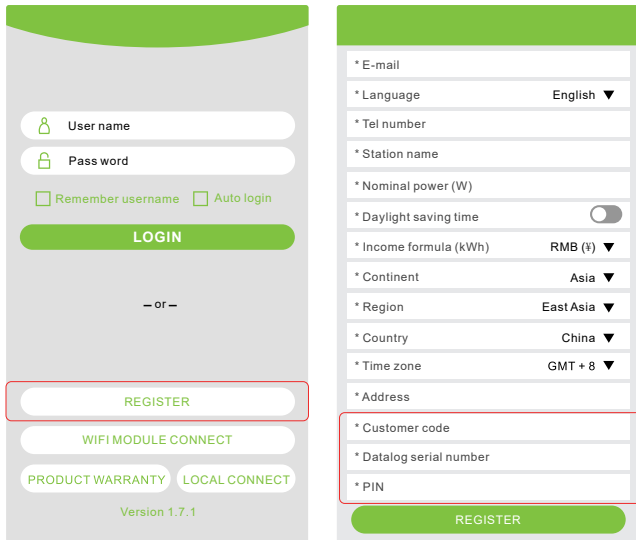 User name
Pass word
Remember username Auto login
LOGIN
or
REGISTER
WIFI MODULE CONNECT
PRODUCT WARRANTY LOCAL CONNECT
Version 1.7.1
* E-mail
* Language English ▼
* Tel number
* Station name
* Nominal power (W)
* Daylight saving time
* Income formula (kWh) RMB (¥) ▼
* Continent Asia ▼
* Region East Asia ▼
* Country China ▼
* Time zone GMT + 8 ▼
* Address
* Customer code
* Datalog serial number
* PIN
REGISTER